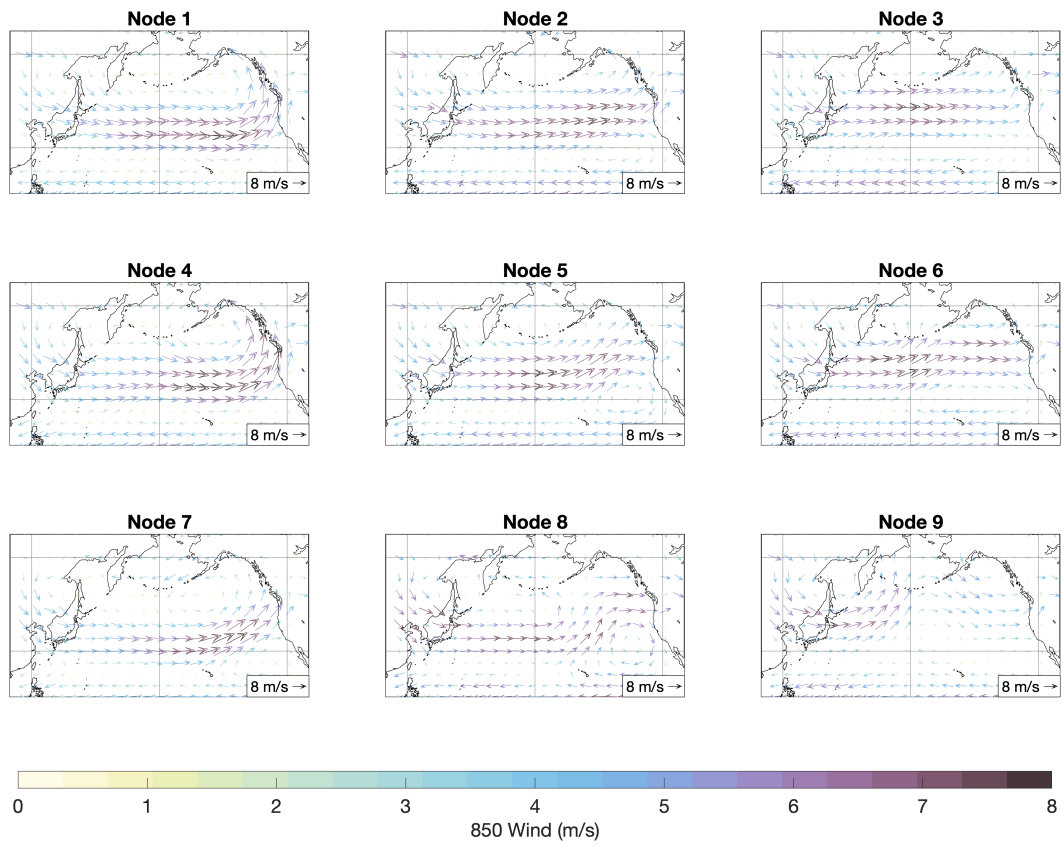 Node 1
Node 2
Node 3
8 m/s
8 m/s
8 m/s
Node 4
Node 5
Node 6
8 m/s
8 m/s
8 m/s
Node 7
Node 8
Node 9
8 m/s
8 m/s
8 m/s
0 1 2 3 4 5 6 7 8
850 Wind (m/s)